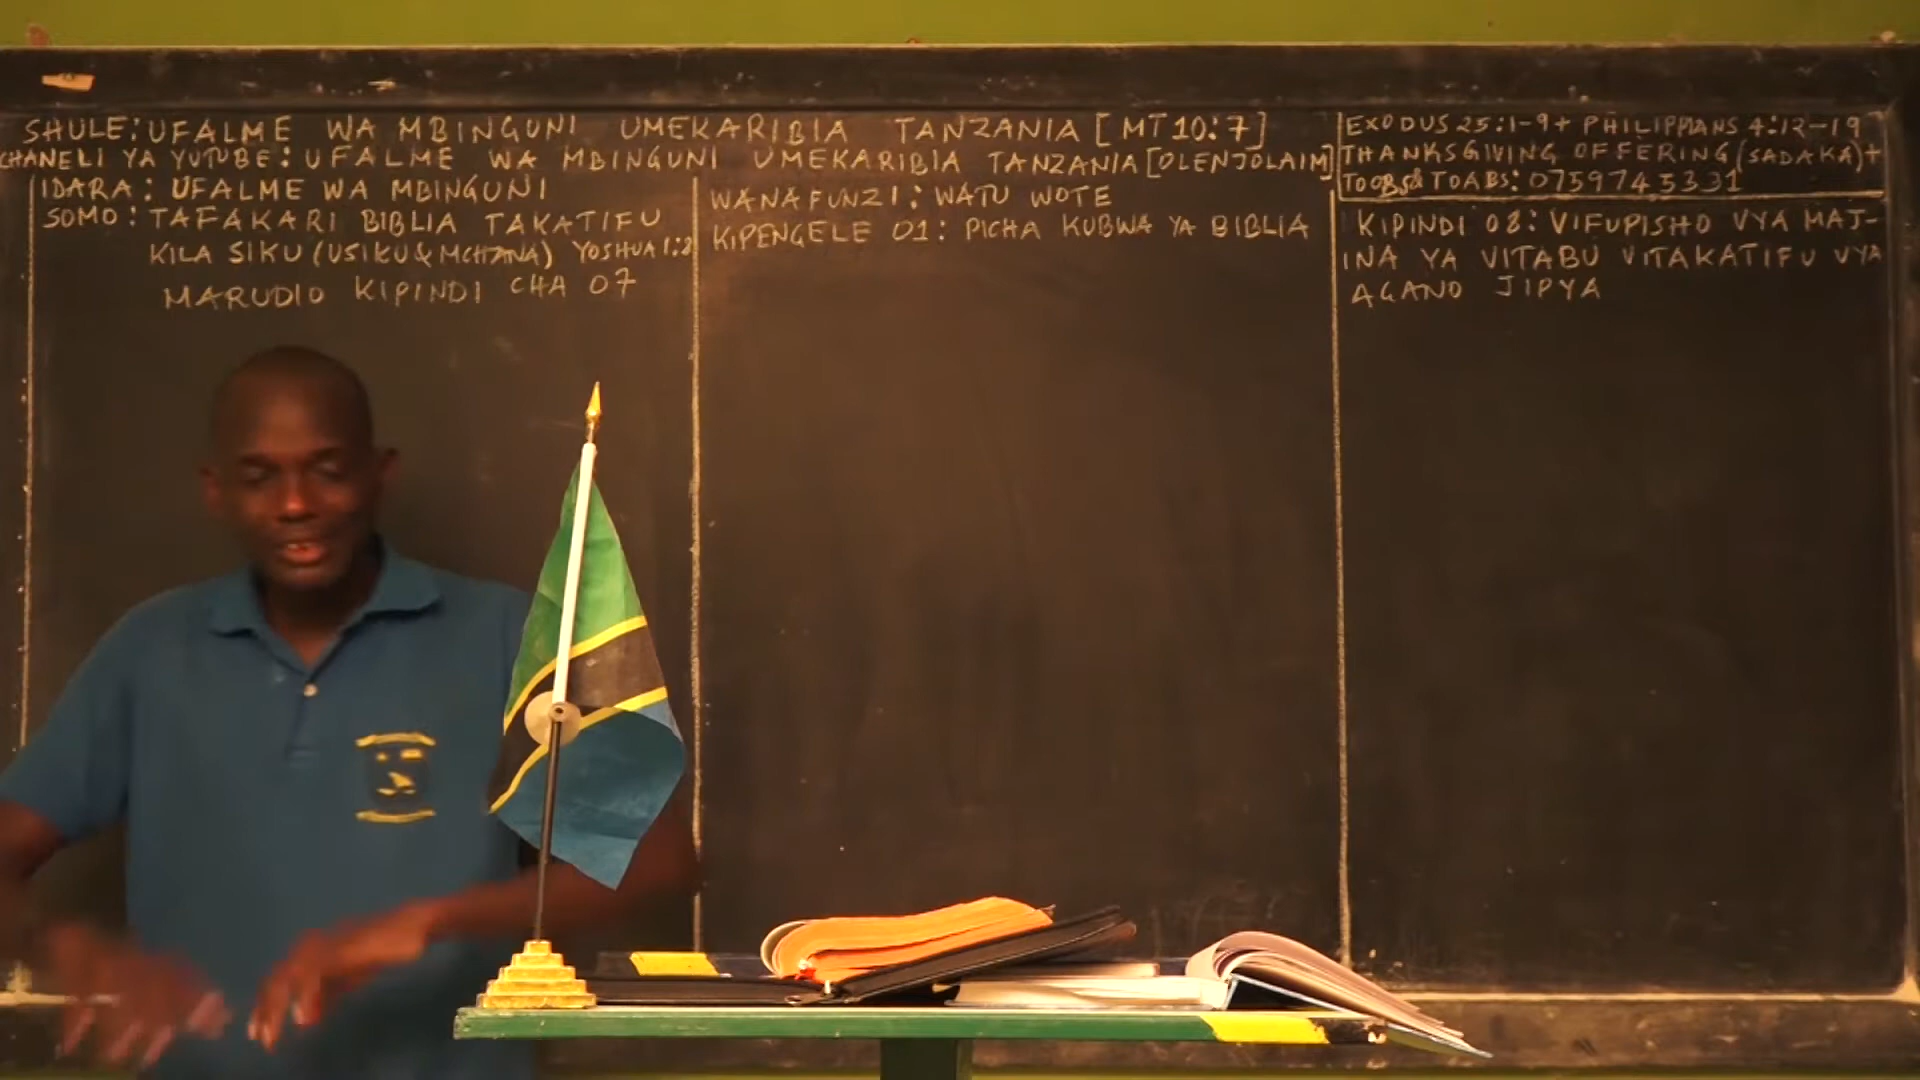 SHULE: UFALME WA MBINGUNI UMEKARIBIA TANZANIA [MT 10:7]
CHANELI YA YUTUBE: UFALME WA MBINGUNI UMEKARIBIA TANZANIA [OLENJOLAIM]
IDARA: UFALME WA MBINGUNI
SOMO: TAFAKARI BIBLIA TAKATIFU
KILA SIKU (USIKU & MCHANA) YOSHUA 1:8
MARUDIO KIPINDI CHA 07
WANAFUNZI: WATU WOTE
KIPENGELE 01: PICHA KUBWA YA BIBLIA
EXODUS 25:1-9 + PHILIPPIANS 4:12-19
THANKSGIVING OFFERING (SADAKA) +
TOOBS & TOABS: 0759745331
KIPINDI 08: VIFUPISHO VYA MAJ-
INA YA VITABU VITAKATIFU VYA
AGANO JIPYA